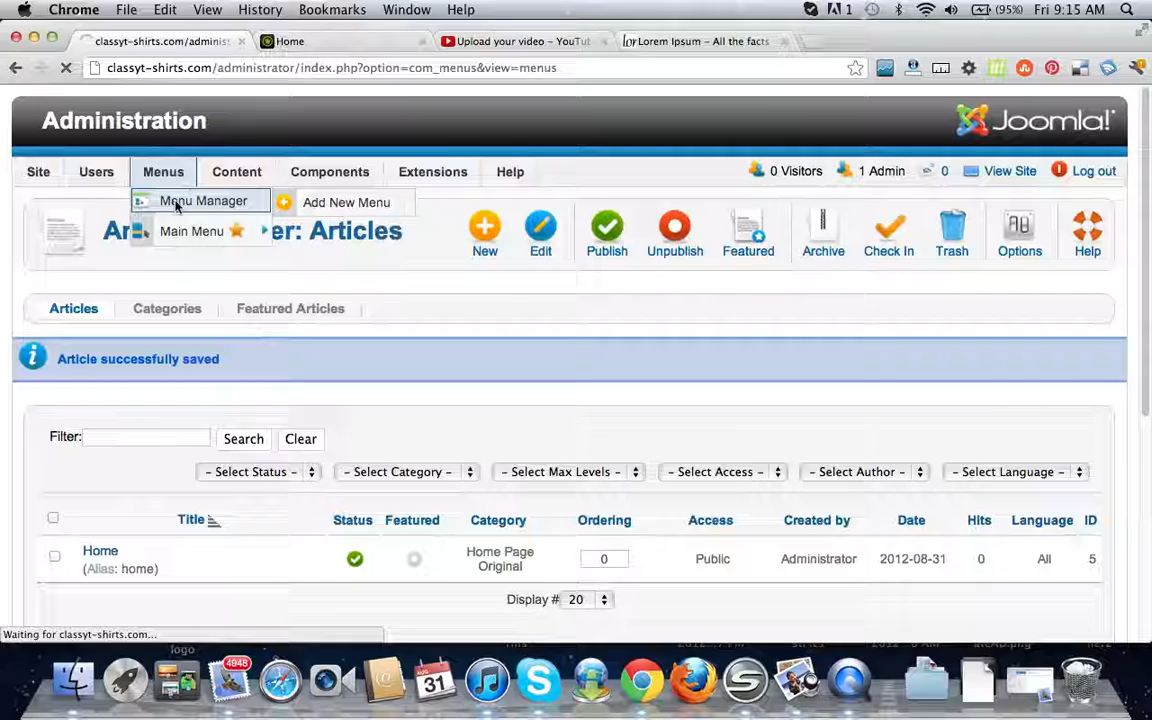 Chrome File Edit View History Bookmarks Window Help 1 (95%) Fri 9:15 AM
classyt-shirts.com/adminis Home Upload your video – YouTut Lorem Ipsum – All the facts
classyt-shirts.com/administrator/index.php?option=com_menus&view=menus
Administration Joomla!
Site Users Menus Content Components Extensions Help 0 Visitors 1 Admin 0 View Site Log out
Menu Manager Add New Menu
Main Menu er: Articles
New Edit Publish Unpublish Featured Archive Check In Trash Options Help
Articles Categories Featured Articles
Article successfully saved
Filter: Search Clear
– Select Status – – Select Category – – Select Max Levels – – Select Access – – Select Author – – Select Language –
Title Status Featured Category Ordering Access Created by Date Hits Language ID
Home Home Page Original 0 Public Administrator 2012-08-31 0 All 5
(Alias: home)
Display # 20
Waiting for classyt-shirts.com...
logo
4948
AUG 31